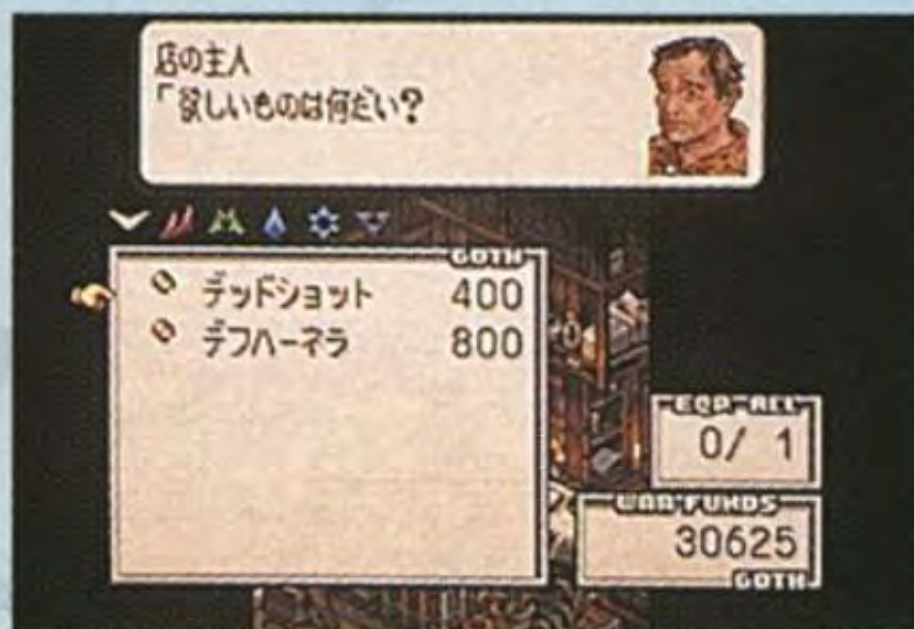 店の主人
「欲しいものは何だい?
GOTH
デッドショット 400
デフハーネラ 800
EQP. ALL
0/ 1
WAR FUNDS
30625
GOTH